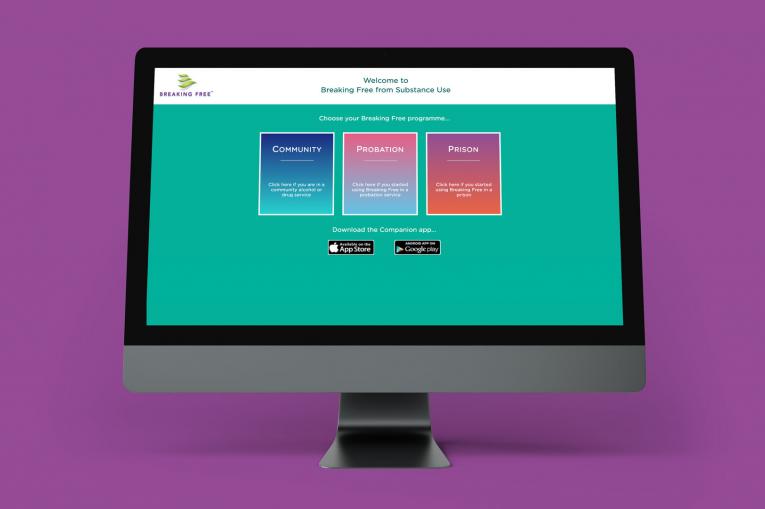 BREAKING FREE™
Welcome to
Breaking Free from Substance Use
Choose your Breaking Free programme...
COMMUNITY
Click here if you are in a
community alcohol or
drug service
PROBATION
Click here if you started
using Breaking Free in a
probation service
PRISON
Click here if you started
using Breaking Free in a
prison
Download the Companion app...
Available on the
App Store
ANDROID APP ON
Google play